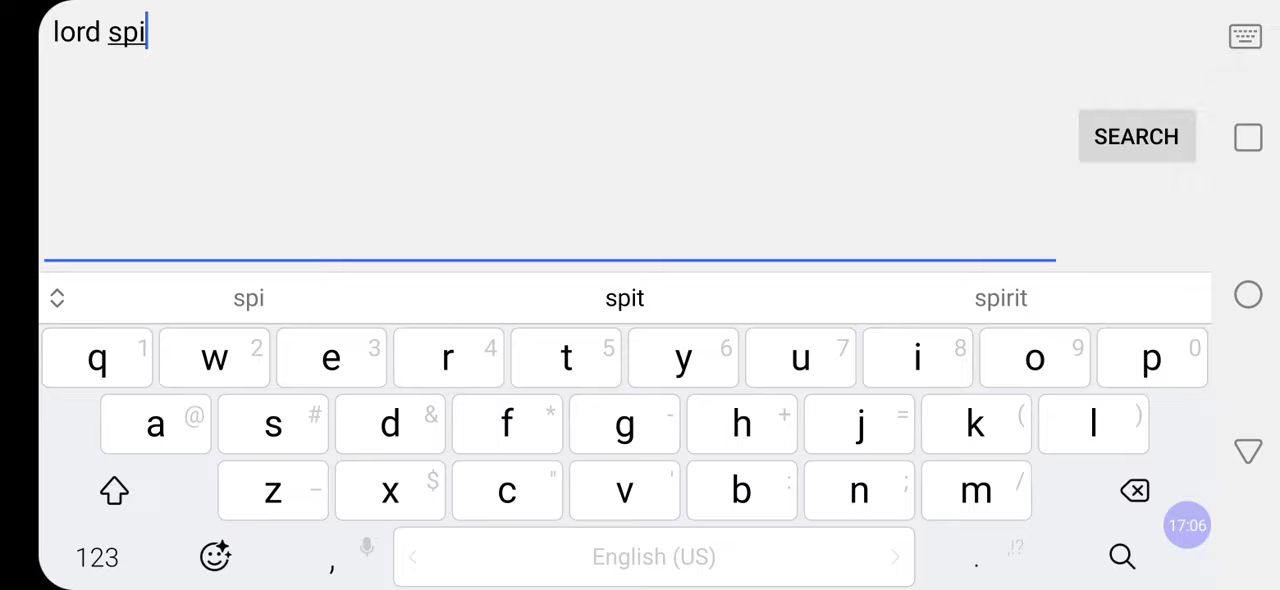 lord spi
SEARCH
spi spit spirit
q 1 w 2 e 3 r 4 t 5 y 6 u 7 i 8 o 9 p 0
a @ s # d & f * g - h + j = k ( l )
z _ x $ c " v ' b : n ; m /
17:06
123 , English (US) . !?